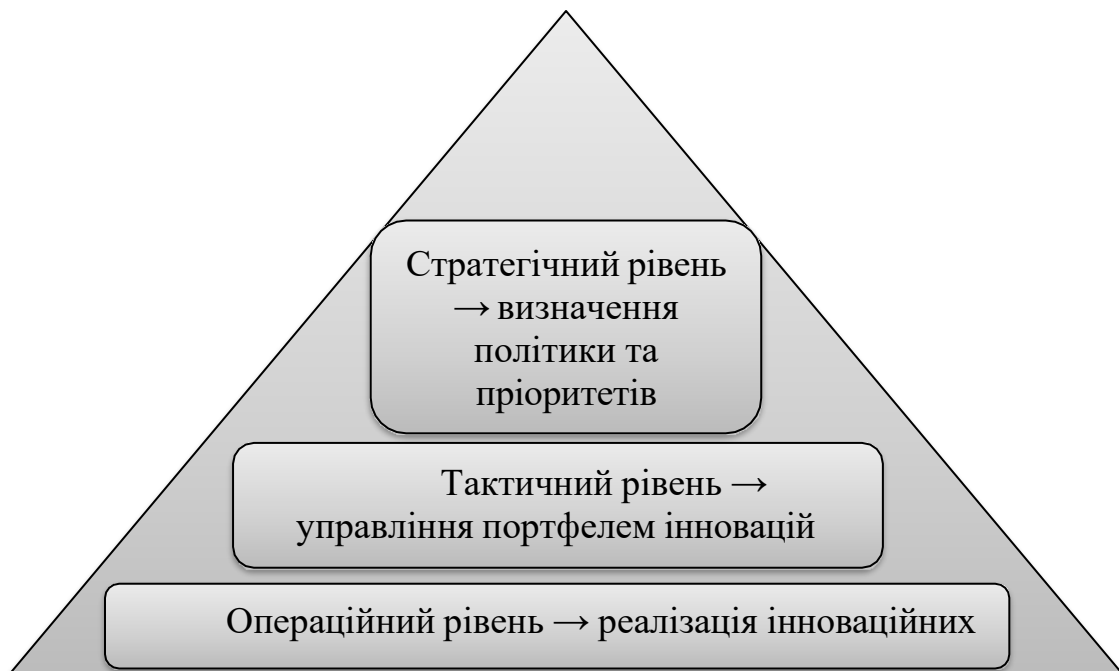 Стратегічний рівень
→ визначення
політики та
пріоритетів
Тактичний рівень →
управління портфелем інновацій
Операційний рівень → реалізація інноваційних